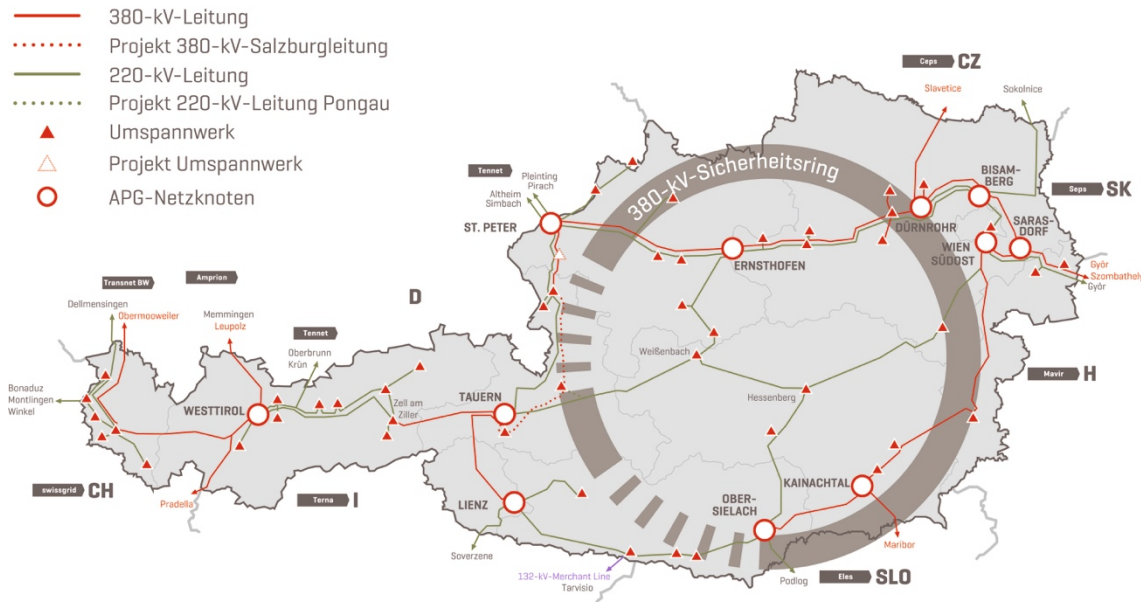 380-kV-Leitung
Projekt 380-kV-Salzburgleitung
220-kV-Leitung
Projekt 220-kV-Leitung Pongau
Umspannwerk
Projekt Umspannwerk
APG-Netzknoten
Ceps
CZ
Slavetice
Sokolnice
380-kV-Sicherheitsring
Tennet
Pleinting
Pirach
Altheim
Simbach
ST. PETER
BISAM-
BERG
Seps
SK
DÜRNROHR
SARAS-
DORF
WIEN
SÜDOST
ERNSTHOFEN
Györ
Szombathely
Györ
Transnet BW
Amprion
D
Dellmensingen
Obermooweiler
Memmingen
Leupolz
Tennet
Oberbrunn
Krün
Weißenbach
Mavir
H
Bonaduz
Montlingen
Winkel
WESTTIROL
Zell am
Ziller
TAUERN
Hessenberg
swissgrid
CH
Pradella
Terna
I
LIENZ
KAINACHTAL
OBER-
SIELACH
Soverzene
132-kV-Merchant Line
Tarvisio
Maribor
Podlog
Eles
SLO